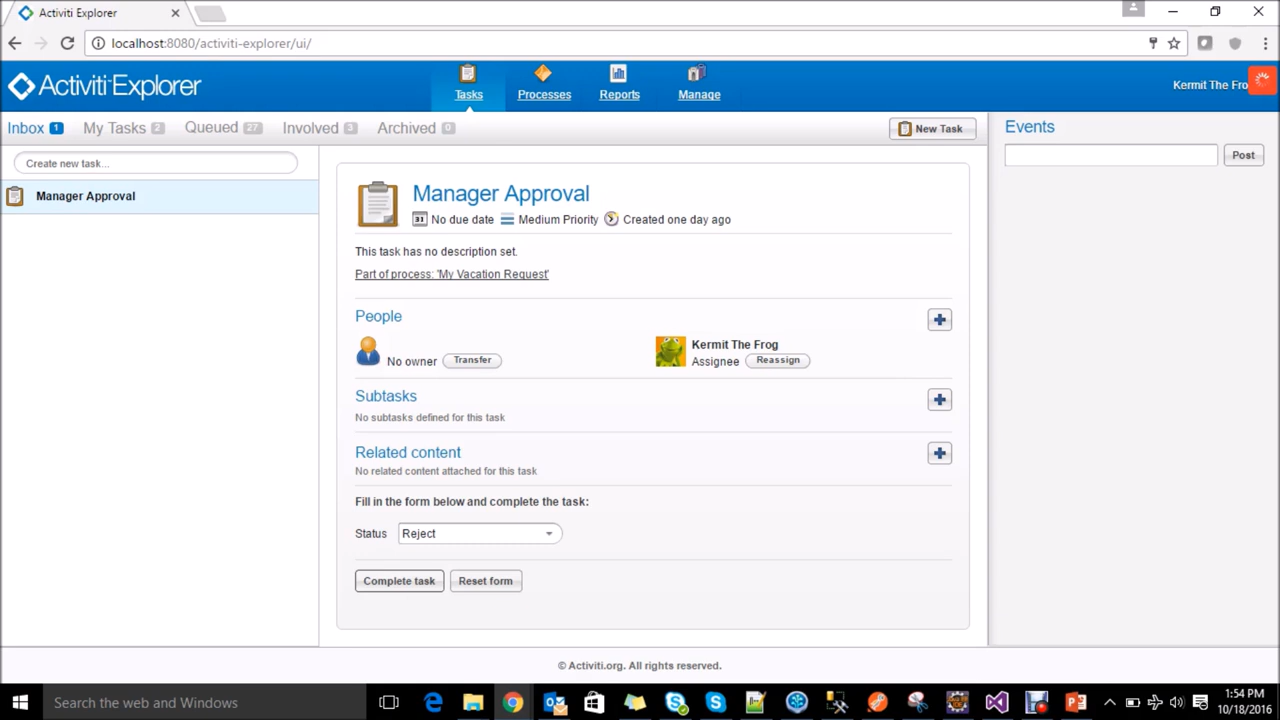 Activiti Explorer
localhost:8080/activiti-explorer/ui/
Activiti Explorer
Tasks
Processes
Reports
Manage
Kermit The Fro
Inbox 1
My Tasks 2
Queued 27
Involved 3
Archived 0
New Task
Events
Create new task...
Post
Manager Approval
Manager Approval
31 No due date Medium Priority Created one day ago
This task has no description set.
Part of process: 'My Vacation Request'
People
No owner Transfer
Kermit The Frog
Assignee Reassign
Subtasks
No subtasks defined for this task
Related content
No related content attached for this task
Fill in the form below and complete the task:
Status Reject
Complete task Reset form
© Activiti.org. All rights reserved.
Search the web and Windows
1:54 PM
10/18/2016